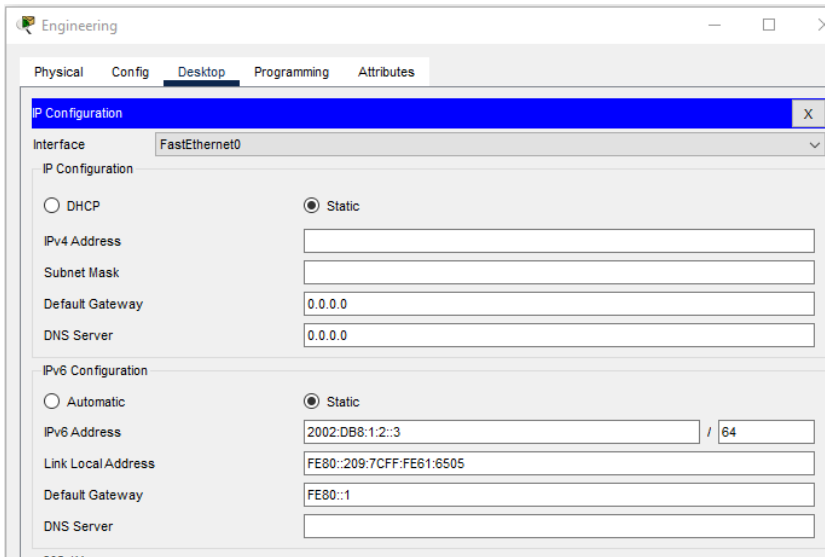 Engineering
Physical Config Desktop Programming Attributes
IP Configuration X
Interface FastEthernet0
IP Configuration
DHCP Static
IPv4 Address
Subnet Mask
Default Gateway 0.0.0.0
DNS Server 0.0.0.0
IPv6 Configuration
Automatic Static
IPv6 Address 2002:DB8:1:2::3 / 64
Link Local Address FE80::209:7CFF:FE61:6505
Default Gateway FE80::1
DNS Server